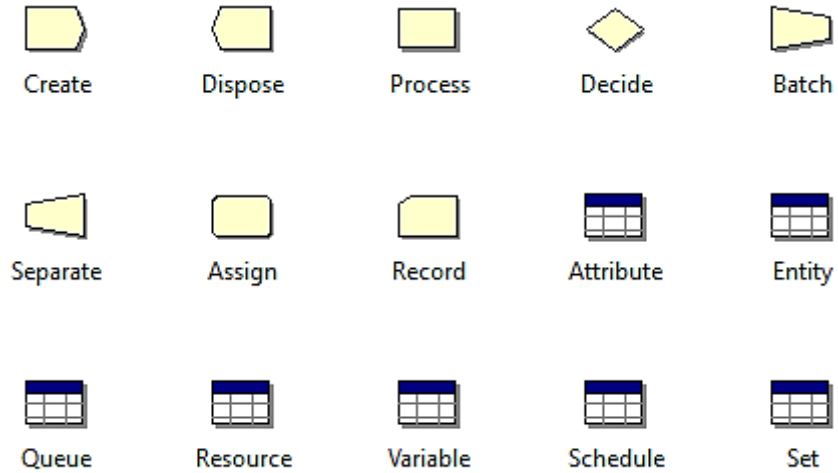 Create Dispose Process Decide Batch
Separate Assign Record Attribute Entity
Queue Resource Variable Schedule Set